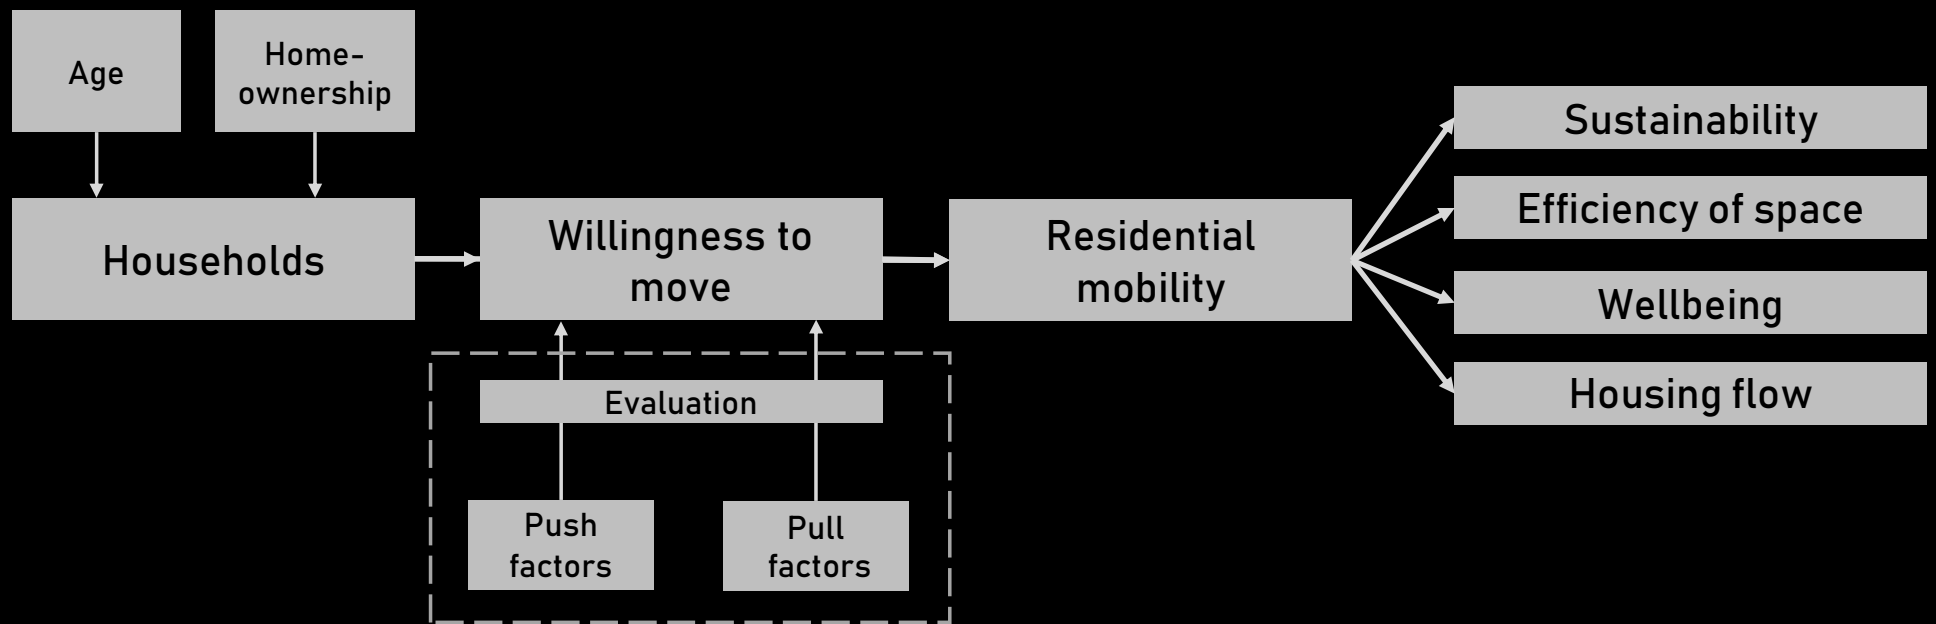 Age
Home-
ownership
Households
Willingness to
move
Residential
mobility
Sustainability
Efficiency of space
Wellbeing
Housing flow
Evaluation
Push
factors
Pull
factors